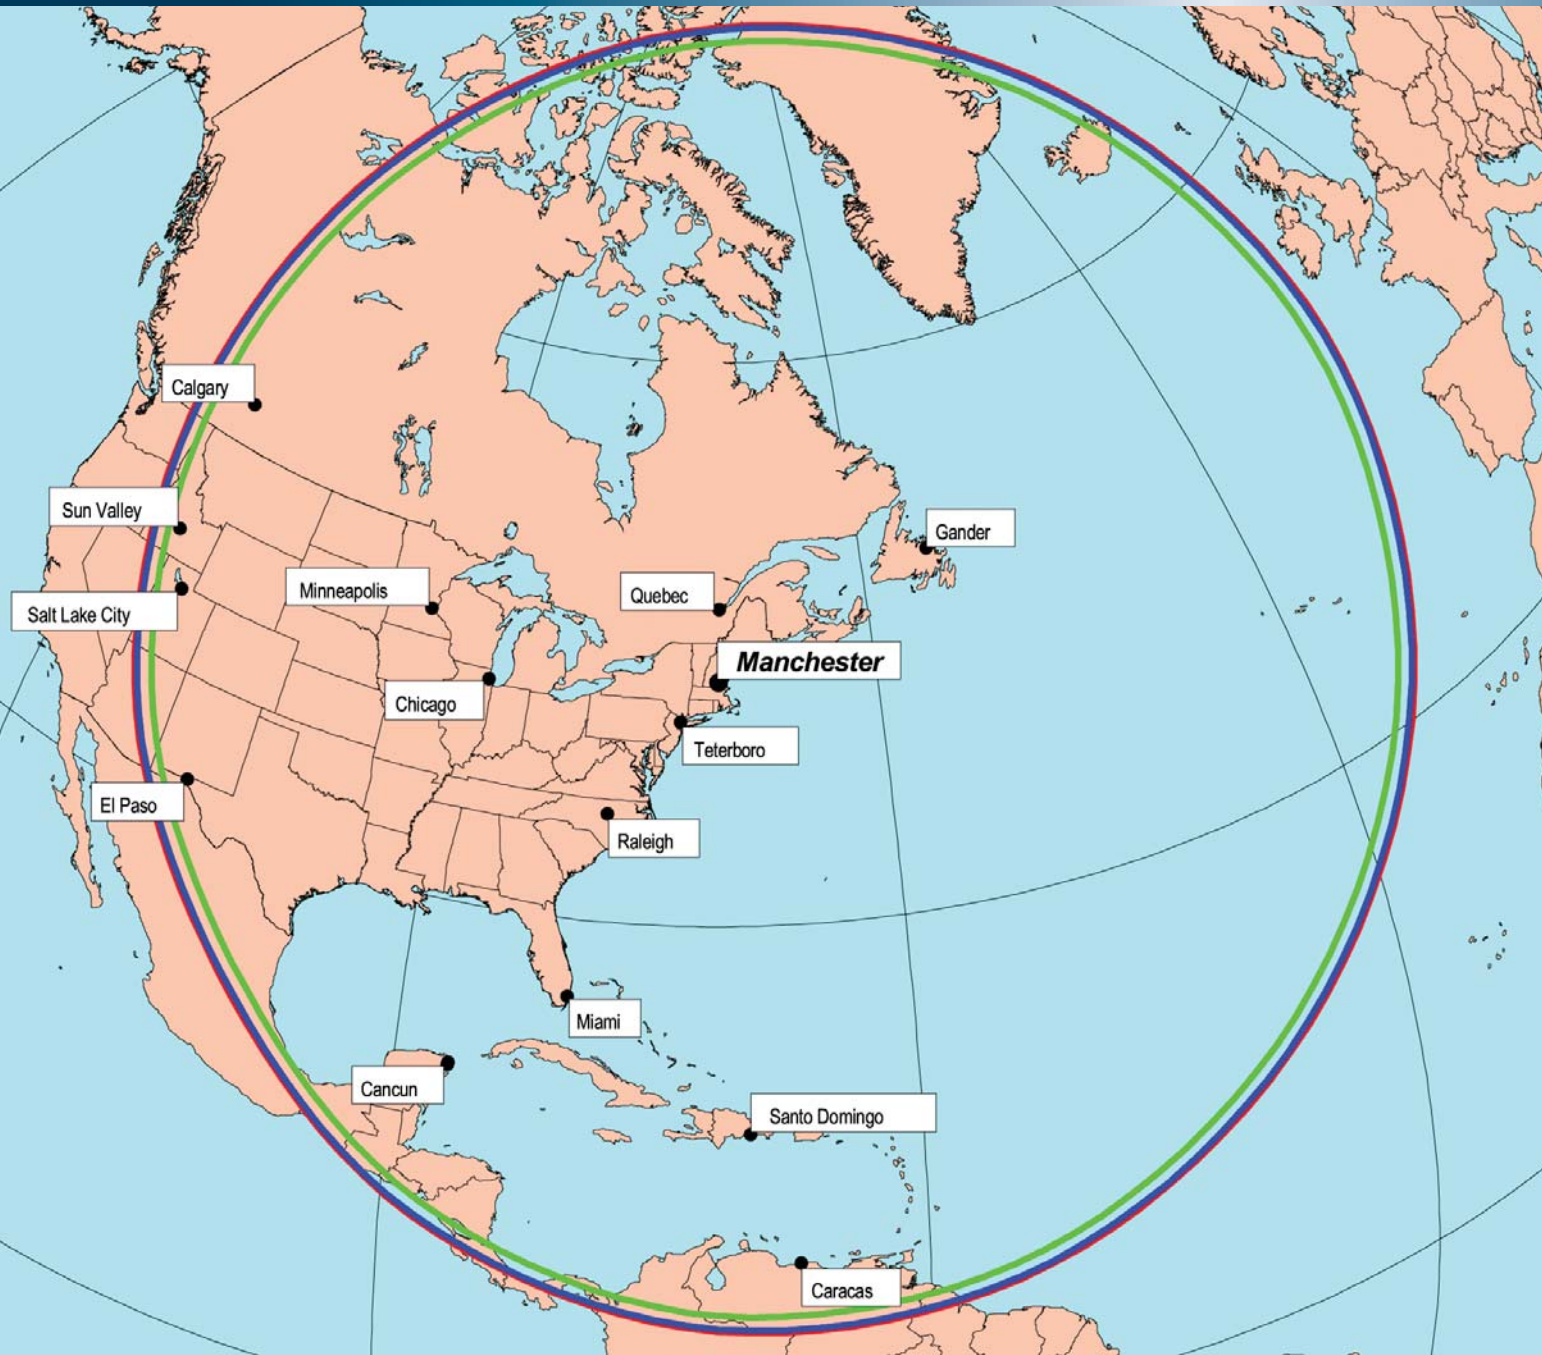 Calgary
Sun Valley
Gander
Minneapolis
Quebec
Salt Lake City
Manchester
Chicago
Teterboro
El Paso
Raleigh
Miami
Cancun
Santo Domingo
Caracas